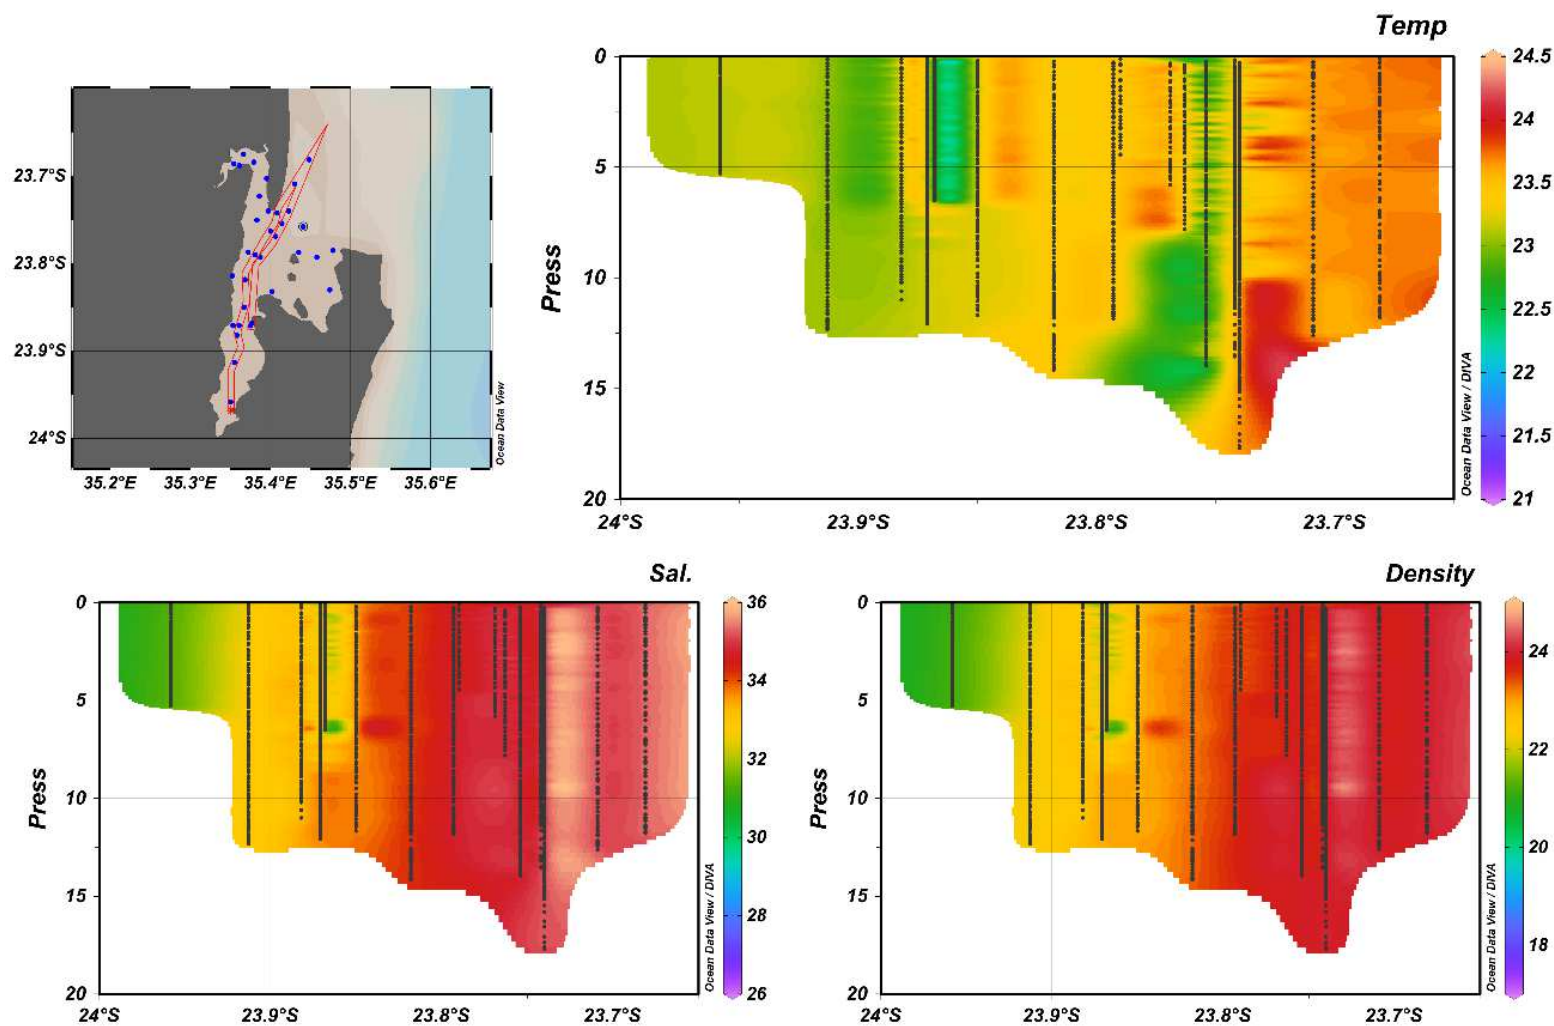 Temp
0
5
10
15
20
Press
24°S
23.9°S
23.8°S
23.7°S
24.5
24
23.5
23
22.5
22
21.5
21
Ocean Data View / DIVA
23.7°S
23.8°S
23.9°S
24°S
35.2°E
35.3°E
35.4°E
35.5°E
35.6°E
Ocean Data View
Sal.
0
5
10
15
20
Press
24°S
23.9°S
23.8°S
23.7°S
36
34
32
30
28
26
Ocean Data View / DIVA
Density
0
5
10
15
20
Press
24°S
23.9°S
23.8°S
23.7°S
24
22
20
18
Ocean Data View / DIVA